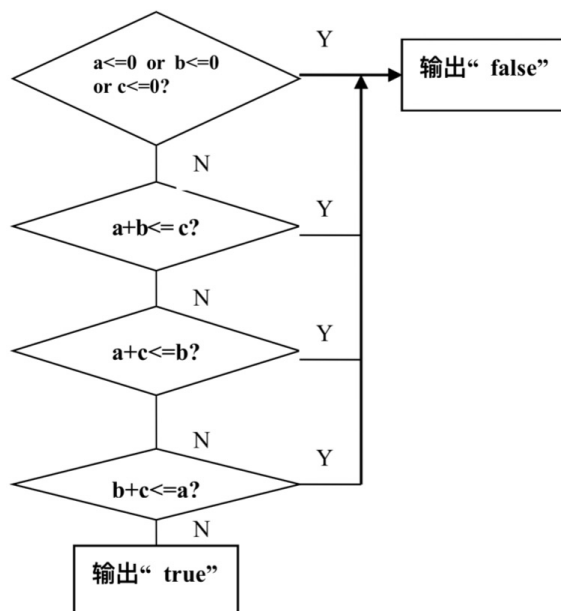 Y
a<=0 or b<=0
or c<=0?
输出“ false”
N
Y
a+b<= c?
N
Y
a+c<=b?
N
Y
b+c<=a?
N
输出“ true”